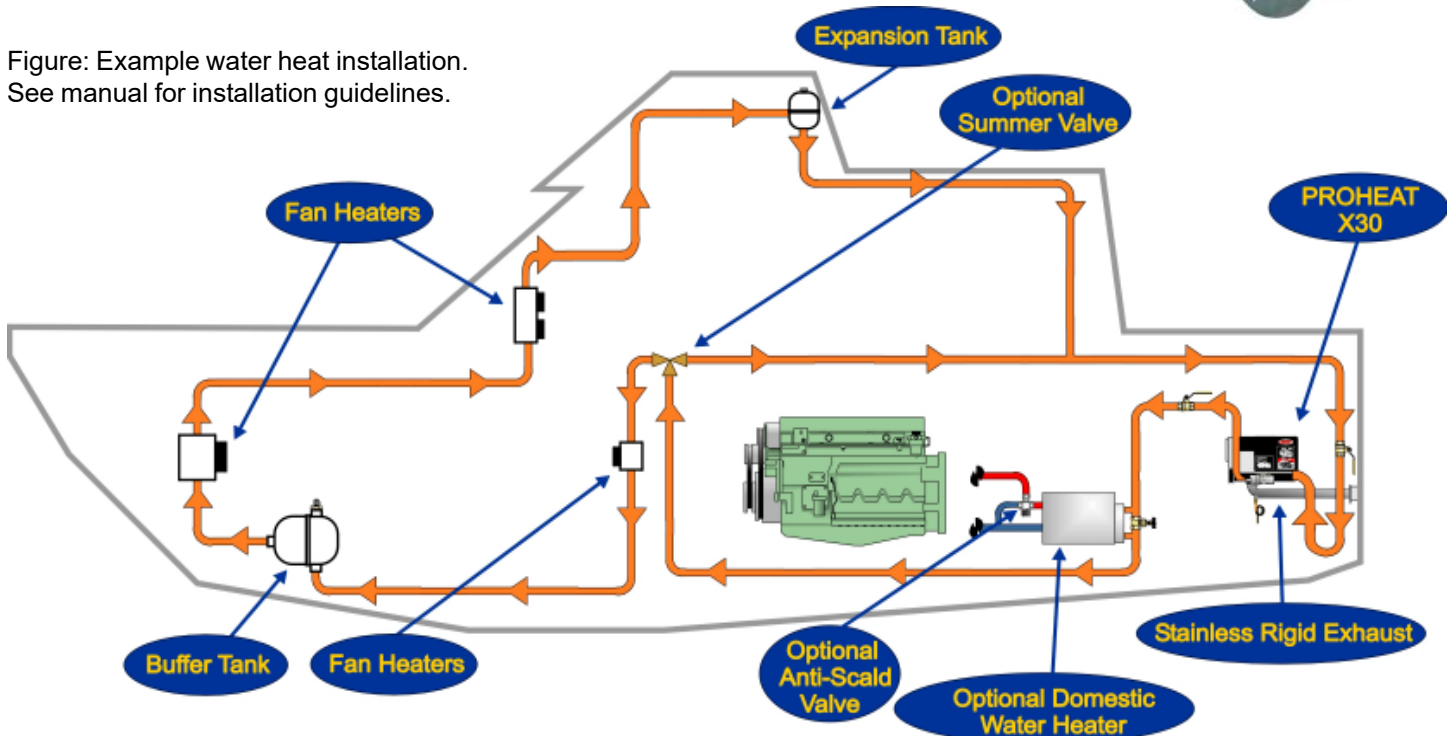 Figure: Example water heat installation.
See manual for installation guidelines.
Expansion Tank
Optional
Summer Valve
Fan Heaters
PROHEAT
X30
Buffer Tank
Fan Heaters
Optional
Anti-Scald
Valve
Optional Domestic
Water Heater
Stainless Rigid Exhaust